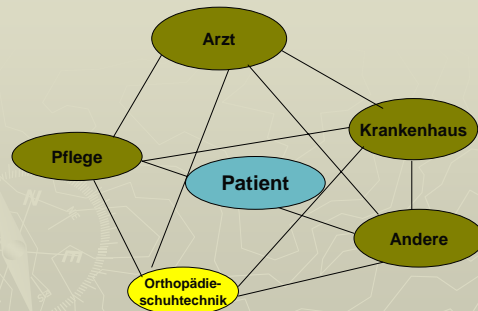 Arzt
Krankenhaus
Pflege
Patient
Andere
Orthopädie-
schuhtechnik